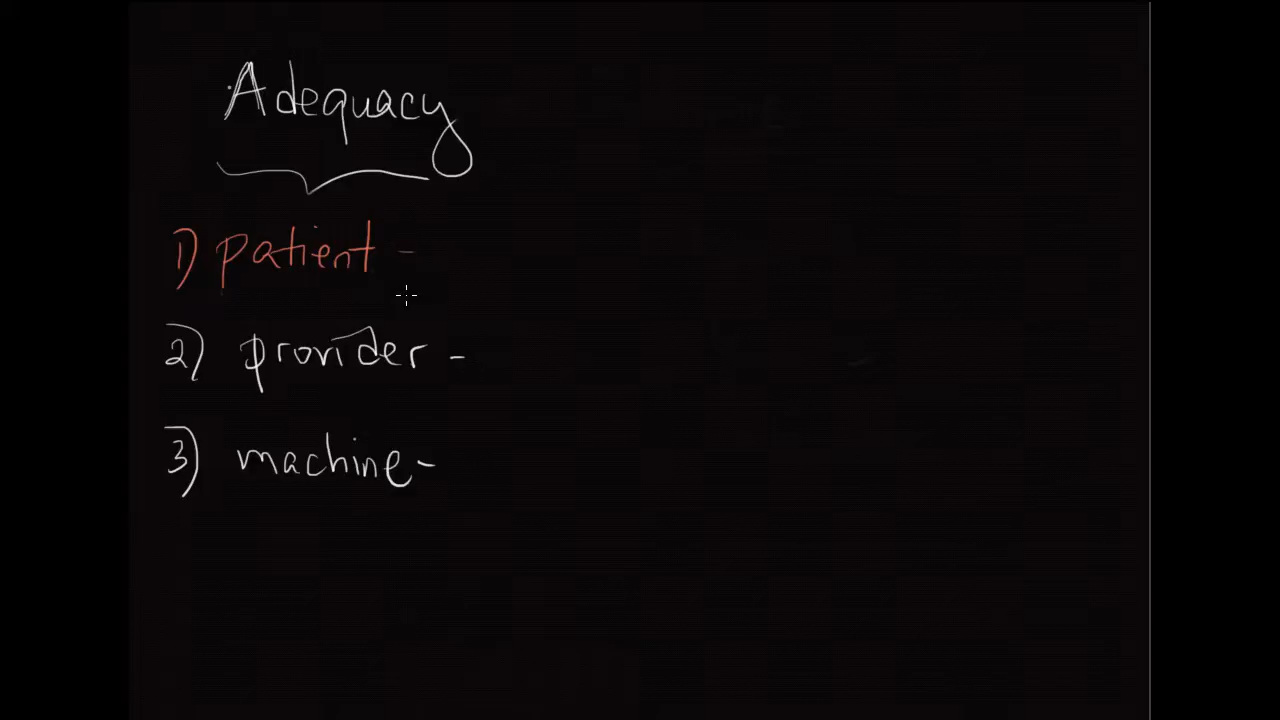 Adequacy
1) patient -
2) provider -
3) machine -